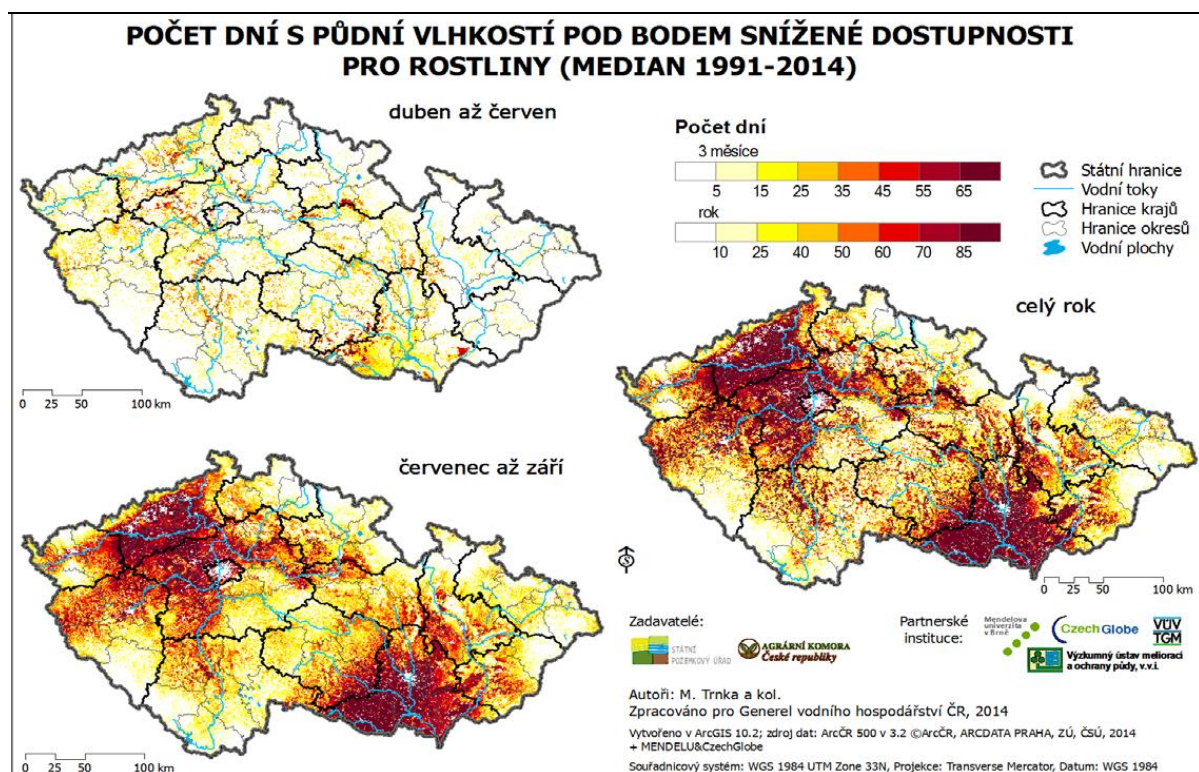 POČET DNÍ S PŮDNÍ VLHKOSTÍ POD BODEM SNÍŽENÉ DOSTUPNOSTI
PRO ROSTLINY (MEDIAN 1991-2014)
duben až červen
Počet dní
3 měsíce
5 15 25 35 45 55 65
rok
10 25 40 50 60 70 85
Státní hranice
Vodní toky
Hranice krajů
Hranice okresů
Vodní plochy
0 25 50 100 km
celý rok
0 25 50 100 km
červenec až září
0 25 50 100 km
S
Zadavatelé:
STÁTNÍ
POZEMKOVÝ ÚŘAD
AGRÁRNÍ KOMORA
České republiky
Partnerské
instituce:
Mendelova
univerzita
v Brně
CzechGlobe
VÚV
TGM
Výzkumný ústav meliorací
a ochrany půdy, v.v.i.
Autoři: M. Trnka a kol.
Zpracováno pro Generel vodního hospodářství ČR, 2014
Vytvořeno v ArcGIS 10.2; zdroj dat: ArcČR 500 v 3.2 ©ArcČR, ARCDATA PRAHA, ZÚ, ČSÚ, 2014
+ MENDELU&CzechGlobe
Souřadnicový systém: WGS 1984 UTM Zone 33N, Projekce: Transverse Mercator, Datum: WGS 1984